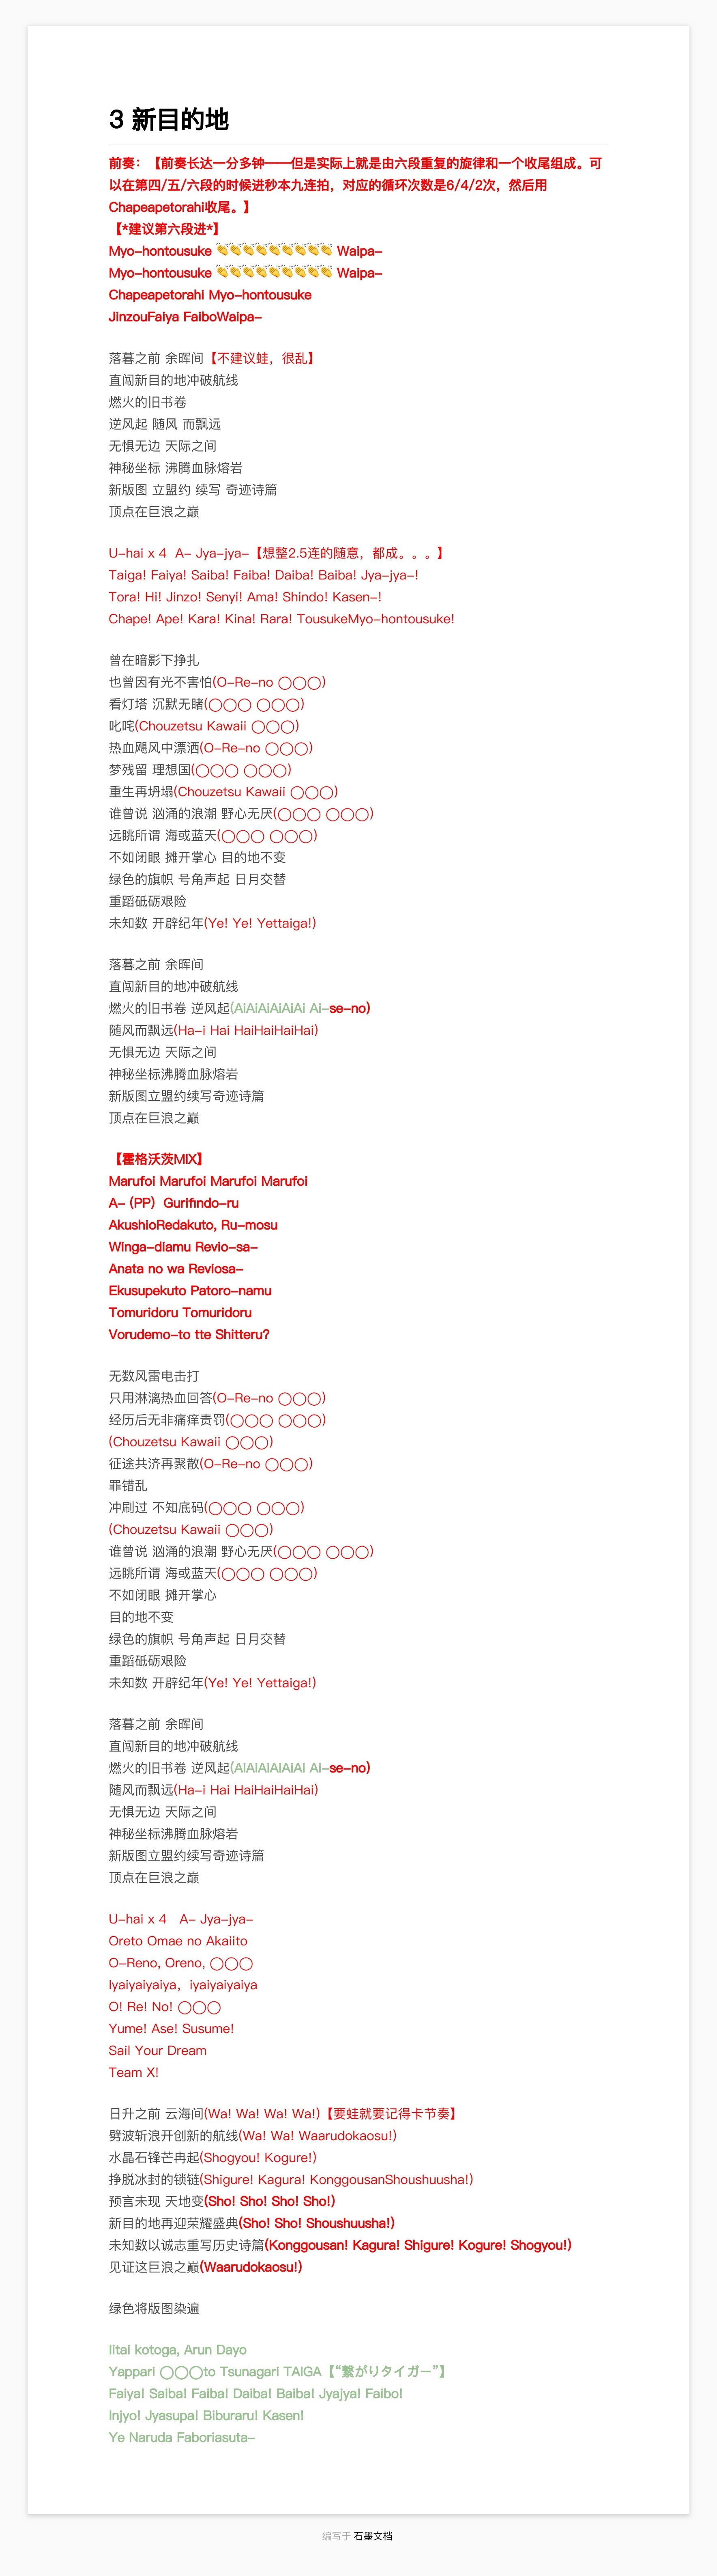 3 新目的地
前奏：【前奏长达一分多钟——但是实际上就是由六段重复的旋律和一个收尾组成。可
以在第四/五/六段的时候进秒本九连拍，对应的循环次数是6/4/2次，然后用
Chapeapetorahi收尾。】
【*建议第六段进*】
Myo-hontousuke 👏👏👏👏👏👏👏👏👏 Waipa-
Myo-hontousuke 👏👏👏👏👏👏👏👏👏 Waipa-
Chapeapetorahi Myo-hontousuke
JinzouFaiya FaiboWaipa-
落暮之前 余晖间【不建议蛙，很乱】
直闯新目的地冲破航线
燃火的旧书卷
逆风起 随风 而飘远
无惧无边 天际之间
神秘坐标 沸腾血脉熔岩
新版图 立盟约 续写 奇迹诗篇
顶点在巨浪之巅
U-hai x 4  A- Jya-jya-【想整2.5连的随意，都成。。。】
Taiga! Faiya! Saiba! Faiba! Daiba! Baiba! Jya-jya-!
Tora! Hi! Jinzo! Senyi! Ama! Shindo! Kasen-!
Chape! Ape! Kara! Kina! Rara! TousukeMyo-hontousuke!
曾在暗影下挣扎
也曾因有光不害怕(O-Re-no ◯◯◯)
看灯塔 沉默无睹(◯◯◯ ◯◯◯)
叱咤(Chouzetsu Kawaii ◯◯◯)
热血飓风中漂洒(O-Re-no ◯◯◯)
梦残留 理想国(◯◯◯ ◯◯◯)
重生再坍塌(Chouzetsu Kawaii ◯◯◯)
谁曾说 汹涌的浪潮 野心无厌(◯◯◯ ◯◯◯)
远眺所谓 海或蓝天(◯◯◯ ◯◯◯)
不如闭眼 摊开掌心 目的地不变
绿色的旗帜 号角声起 日月交替
重蹈砥砺艰险
未知数 开辟纪年(Ye! Ye! Yettaiga!)
落暮之前 余晖间
直闯新目的地冲破航线
燃火的旧书卷 逆风起(AiAiAiAiAiAi Ai-se-no)
随风而飘远(Ha-i Hai HaiHaiHaiHai)
无惧无边 天际之间
神秘坐标沸腾血脉熔岩
新版图立盟约续写奇迹诗篇
顶点在巨浪之巅
【霍格沃茨MIX】
Marufoi Marufoi Marufoi Marufoi
A- (PP）Gurifindo-ru
AkushioRedakuto, Ru-mosu
Winga-diamu Revio-sa-
Anata no wa Reviosa-
Ekusupekuto Patoro-namu
Tomuridoru Tomuridoru
Vorudemo-to tte Shitteru?
无数风雷电击打
只用淋漓热血回答(O-Re-no ◯◯◯)
经历后无非痛痒责罚(◯◯◯ ◯◯◯)
(Chouzetsu Kawaii ◯◯◯)
征途共济再聚散(O-Re-no ◯◯◯)
罪错乱
冲刷过 不知底码(◯◯◯ ◯◯◯)
(Chouzetsu Kawaii ◯◯◯)
谁曾说 汹涌的浪潮 野心无厌(◯◯◯ ◯◯◯)
远眺所谓 海或蓝天(◯◯◯ ◯◯◯)
不如闭眼 摊开掌心
目的地不变
绿色的旗帜 号角声起 日月交替
重蹈砥砺艰险
未知数 开辟纪年(Ye! Ye! Yettaiga!)
落暮之前 余晖间
直闯新目的地冲破航线
燃火的旧书卷 逆风起(AiAiAiAiAiAi Ai-se-no)
随风而飘远(Ha-i Hai HaiHaiHaiHai)
无惧无边 天际之间
神秘坐标沸腾血脉熔岩
新版图立盟约续写奇迹诗篇
顶点在巨浪之巅
U-hai x 4   A- Jya-jya-
Oreto Omae no Akaiito
O-Reno, Oreno, ◯◯◯
Iyaiyaiyaiya，iyaiyaiyaiya
O! Re! No! ◯◯◯
Yume! Ase! Susume!
Sail Your Dream
Team X!
日升之前 云海间(Wa! Wa! Wa! Wa!)【要蛙就要记得卡节奏】
劈波斩浪开创新的航线(Wa! Wa! Waarudokaosu!)
水晶石锋芒冉起(Shogyou! Kogure!)
挣脱冰封的锁链(Shigure! Kagura! KonggousanShoushuusha!)
预言未现 天地变(Sho! Sho! Sho! Sho!)
新目的地再迎荣耀盛典(Sho! Sho! Shoushuusha!)
未知数以诚志重写历史诗篇(Konggousan! Kagura! Shigure! Kogure! Shogyou!)
见证这巨浪之巅(Waarudokaosu!)
绿色将版图染遍
Iitai kotoga, Arun Dayo
Yappari ◯◯◯to Tsunagari TAIGA【“繋がりタイガー”】
Faiya! Saiba! Faiba! Daiba! Baiba! Jyajya! Faibo!
Injyo! Jyasupa! Biburaru! Kasen!
Ye Naruda Faboriasuta-
编写于 石墨文档